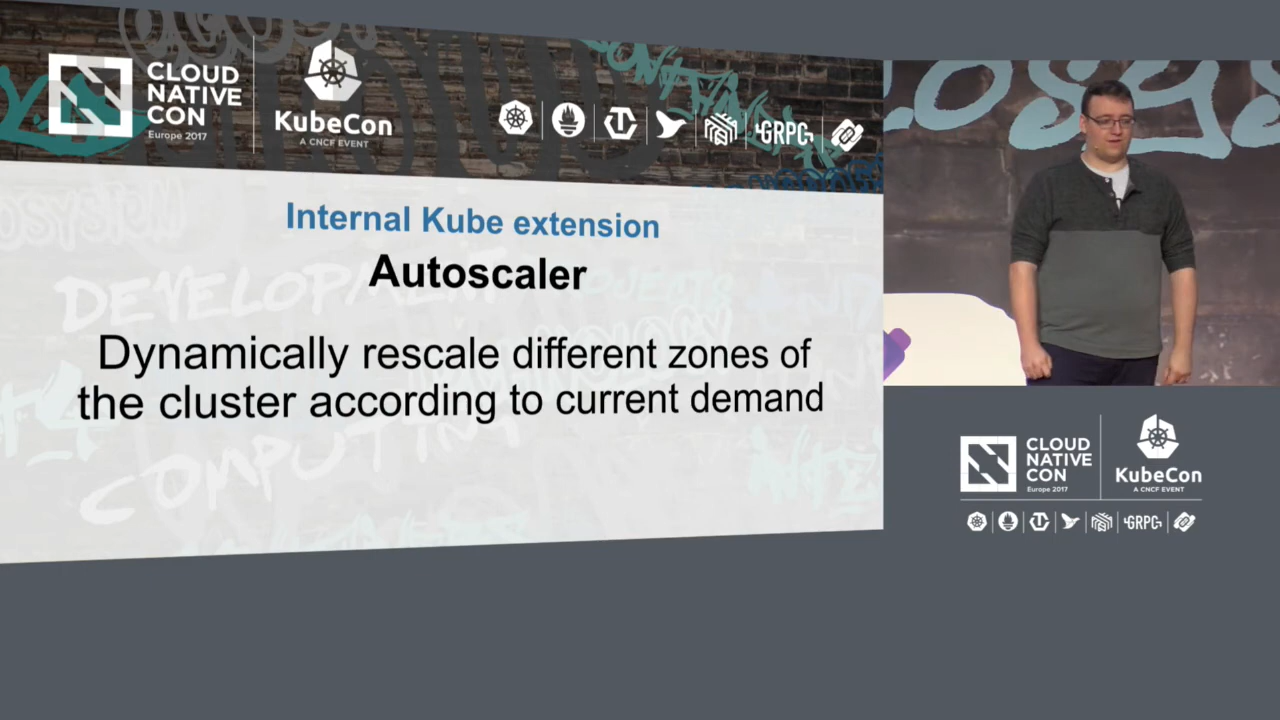 CLOUD
NATIVE
CON
Europe 2017
KubeCon
A CNCF EVENT
GRPC
Internal Kube extension
Autoscaler
Dynamically rescale different zones of
the cluster according to current demand
CLOUD
NATIVE
CON
Europe 2017
KubeCon
A CNCF EVENT
GRPC